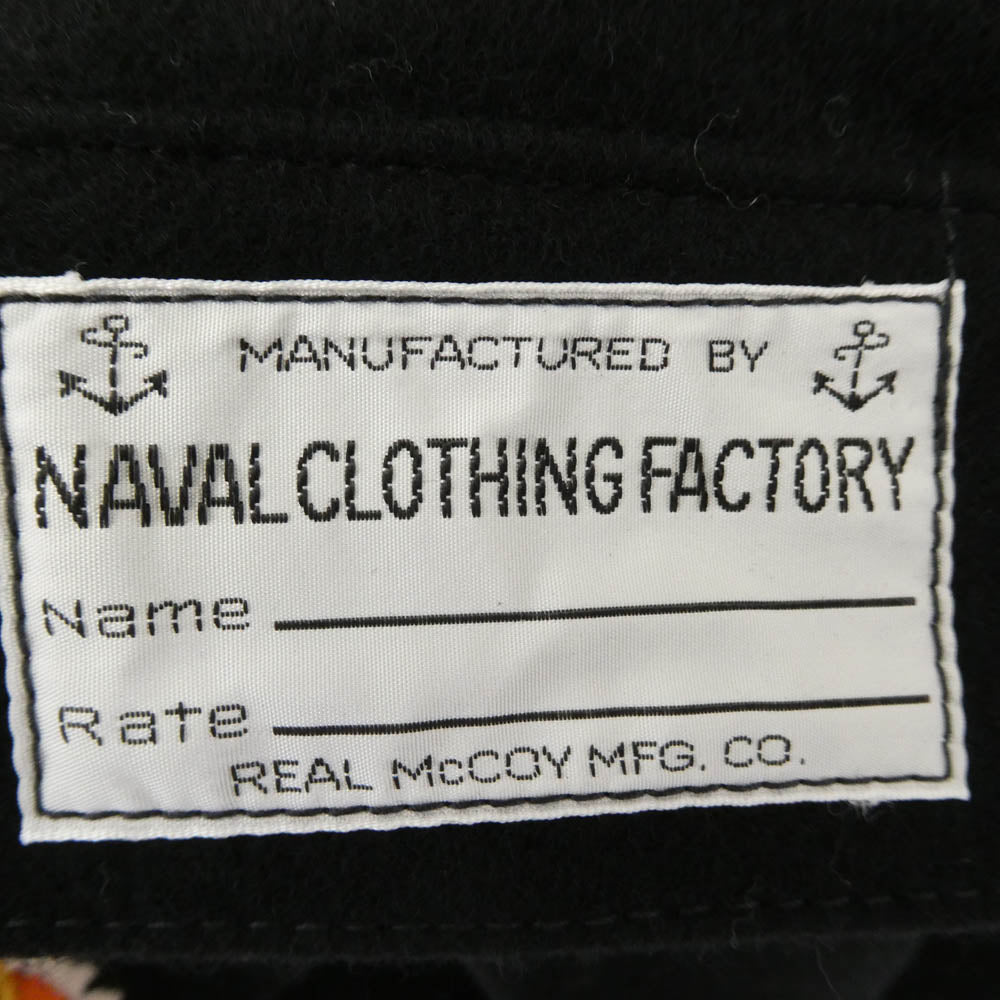 MANUFACTURED BY
NAVAL CLOTHING FACTORY
Name
Rate
REAL McCOY MFG. CO.